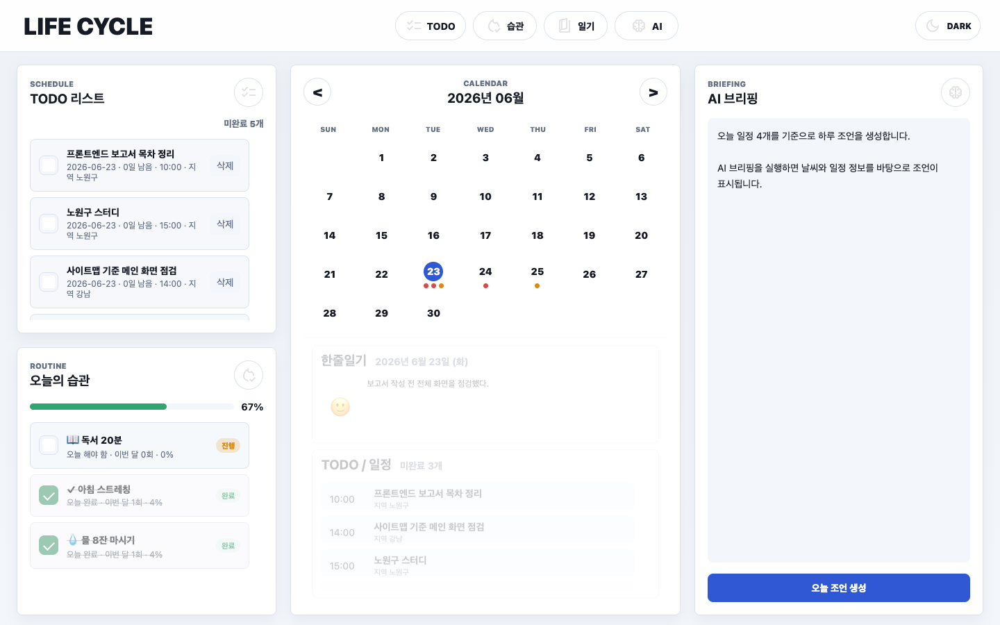 LIFE CYCLE
TODO
습관
일기
AI
DARK
SCHEDULE
TODO 리스트
미완료 5개
프론트엔드 보고서 목차 정리
2026-06-23 · 0일 남음 · 10:00 · 지
역 노원구
삭제
노원구 스터디
2026-06-23 · 0일 남음 · 15:00 · 지
역 노원구
삭제
사이트맵 기준 메인 화면 점검
2026-06-23 · 0일 남음 · 14:00 · 지
역 강남
삭제
ROUTINE
오늘의 습관
67%
독서 20분
오늘 해야 함 · 이번 달 0회 · 0%
진행
아침 스트레칭
오늘 완료 · 이번 달 1회 · 4%
완료
물 8잔 마시기
오늘 완료 · 이번 달 1회 · 4%
완료
<
CALENDAR
2026년 06월
>
SUN MON TUE WED THU FRI SAT
1 2 3 4 5 6
7 8 9 10 11 12 13
14 15 16 17 18 19 20
21 22 23 24 25 26 27
28 29 30
한줄일기 2026년 6월 23일 (화)
보고서 작성 전 전체 화면을 점검했다.
TODO / 일정 미완료 3개
10:00 프론트엔드 보고서 목차 정리
지역 노원구
14:00 사이트맵 기준 메인 화면 점검
지역 강남
15:00 노원구 스터디
지역 노원구
BRIEFING
AI 브리핑
오늘 일정 4개를 기준으로 하루 조언을 생성합니다.
AI 브리핑을 실행하면 날씨와 일정 정보를 바탕으로 조언이
표시됩니다.
오늘 조언 생성